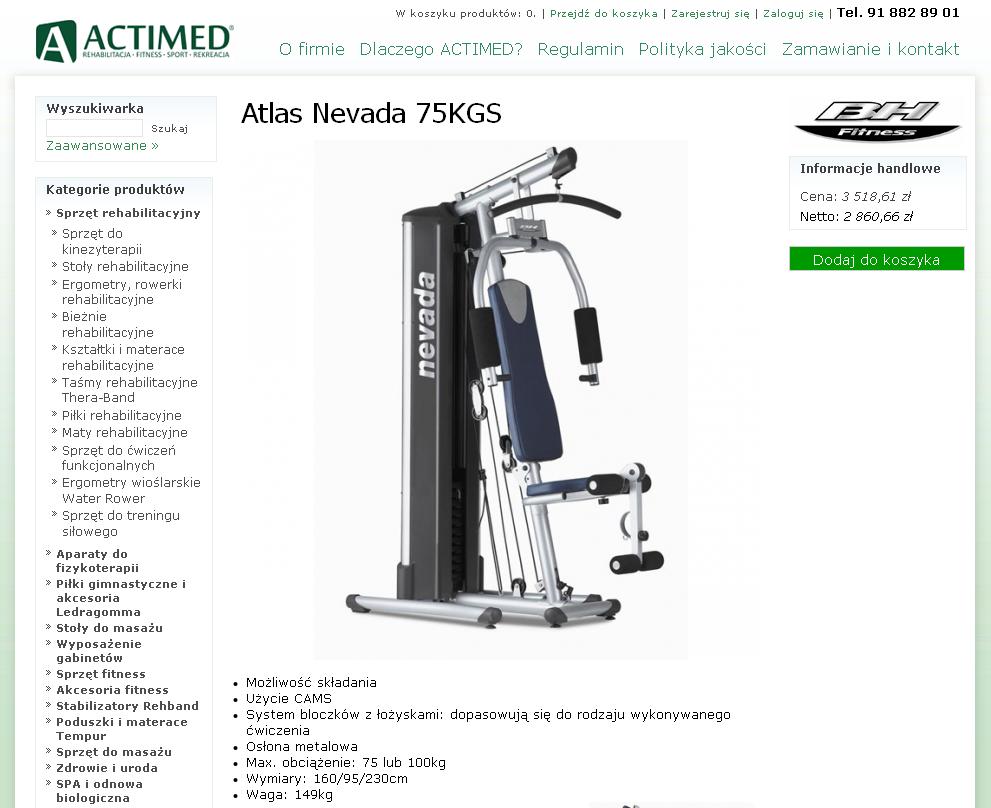 W koszyku produktów: 0. | Przejdź do koszyka | Zarejestruj się | Zaloguj się | Tel. 91 882 89 01
ACTIMED®
REHABILITACJA · FITNESS · SPORT · REKREACJA
O firmie Dlaczego ACTIMED? Regulamin Polityka jakości Zamawianie i kontakt
Wyszukiwarka
Szukaj
Zaawansowane »
Kategorie produktów
» Sprzęt rehabilitacyjny
» Sprzęt do
kinezyterapii
» Stoły rehabilitacyjne
» Ergometry, rowerki
rehabilitacyjne
» Bieżnie
rehabilitacyjne
» Kształtki i materace
rehabilitacyjne
» Taśmy rehabilitacyjne
Thera-Band
» Piłki rehabilitacyjne
» Maty rehabilitacyjne
» Sprzęt do ćwiczeń
funkcjonalnych
» Ergometry wioślarskie
Water Rower
» Sprzęt do treningu
siłowego
» Aparaty do
fizykoterapii
» Piłki gimnastyczne i
akcesoria
Ledragomma
» Stoły do masażu
» Wyposażenie
gabinetów
» Sprzęt fitness
» Akcesoria fitness
» Stabilizatory Rehband
» Poduszki i materace
Tempur
» Sprzęt do masażu
» Zdrowie i uroda
» SPA i odnowa
biologiczna
Atlas Nevada 75KGS
nevada
BH
• Możliwość składania
• Użycie CAMS
• System bloczków z łożyskami: dopasowują się do rodzaju wykonywanego
ćwiczenia
• Osłona metalowa
• Max. obciążenie: 75 lub 100kg
• Wymiary: 160/95/230cm
• Waga: 149kg
BH
Fitness
Informacje handlowe
Cena: 3 518,61 zł
Netto: 2 860,66 zł
Dodaj do koszyka